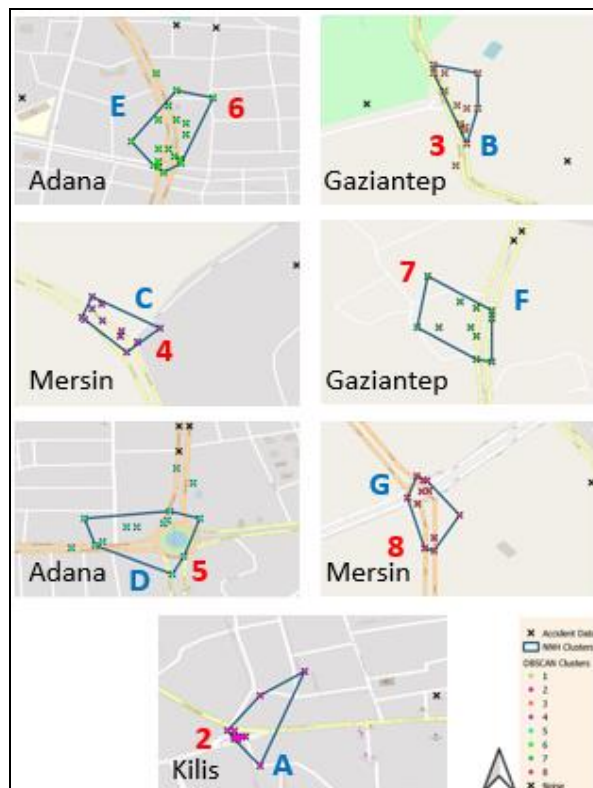 E
6
Adana
3
B
Gaziantep
C
4
Mersin
7
F
Gaziantep
D
5
Adana
G
8
Mersin
2
A
Kilis
Accident Data
NNH Clusters
DBSCAN Clusters
1
2
3
4
5
6
7
8
Noise